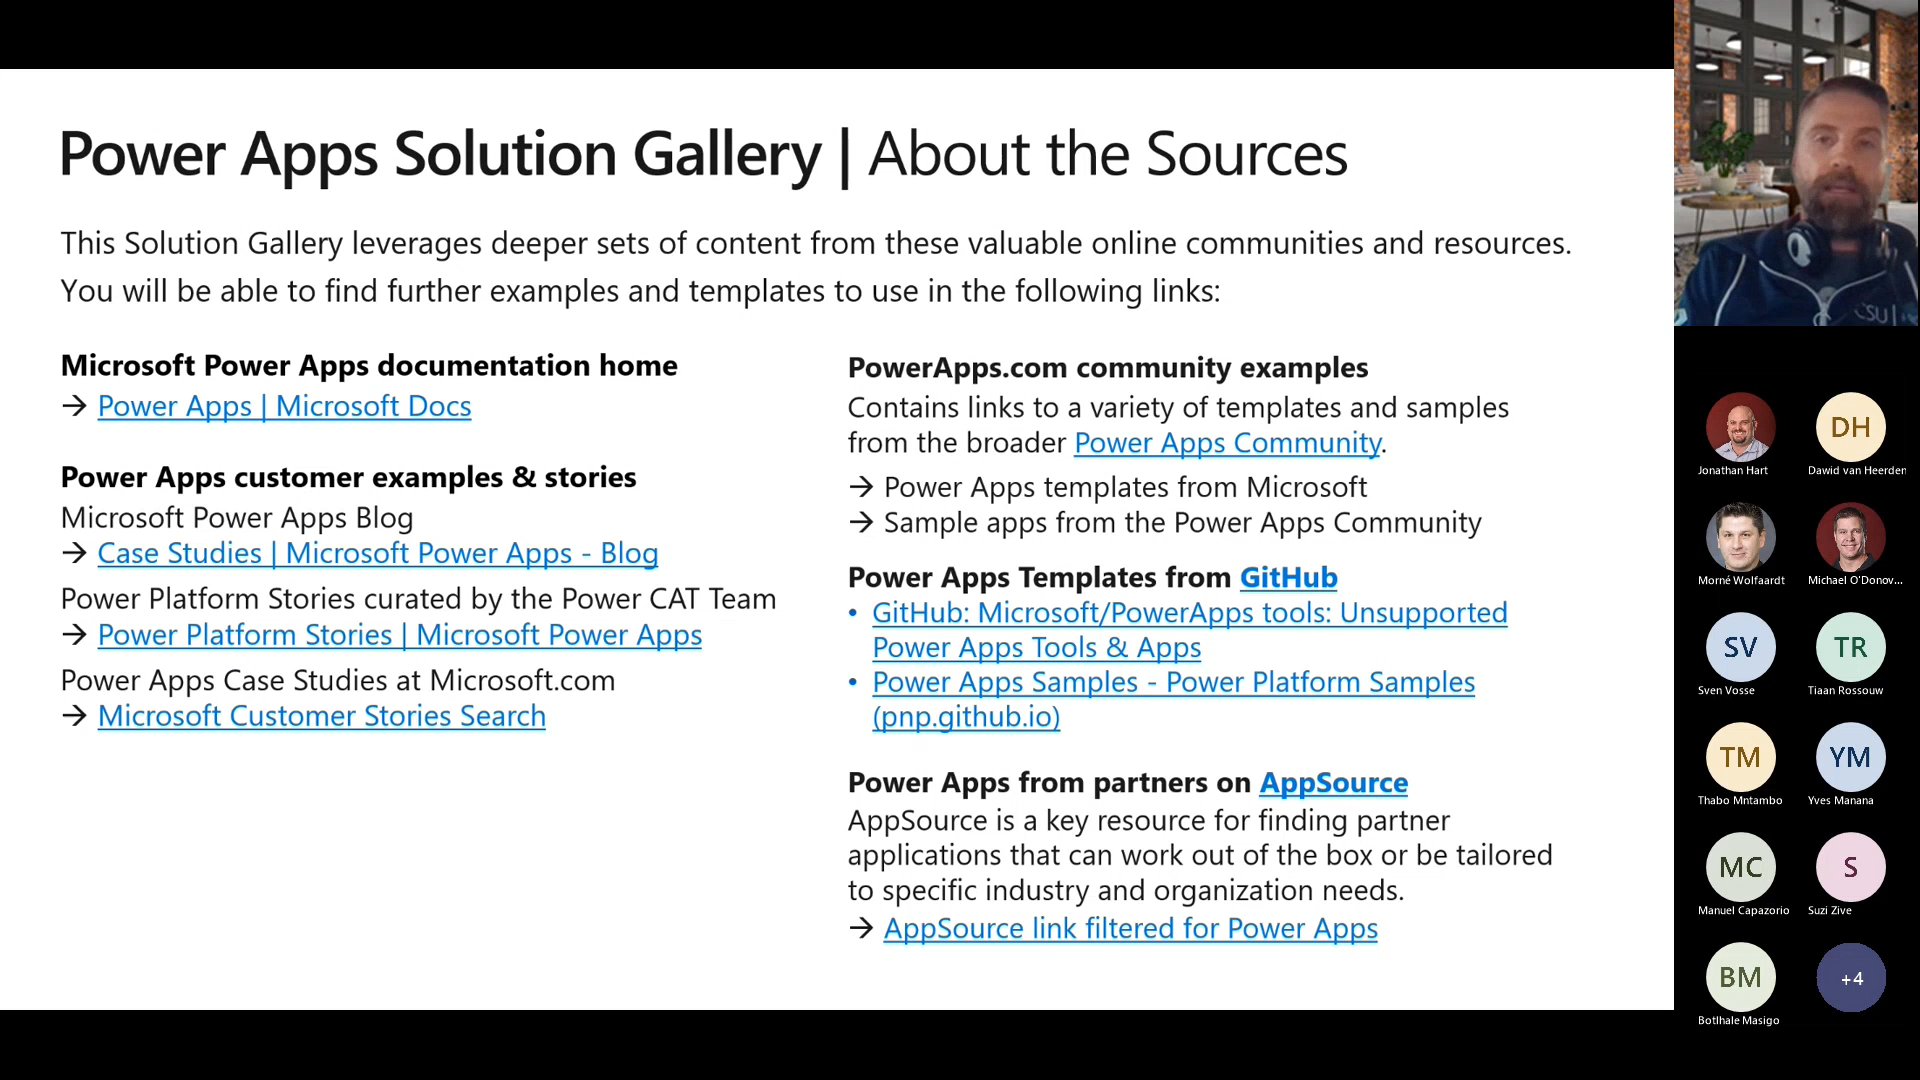 Power Apps Solution Gallery | About the Sources
This Solution Gallery leverages deeper sets of content from these valuable online communities and resources.
You will be able to find further examples and templates to use in the following links:
Microsoft Power Apps documentation home
→ Power Apps | Microsoft Docs
Power Apps customer examples & stories
Microsoft Power Apps Blog
→ Case Studies | Microsoft Power Apps - Blog
Power Platform Stories curated by the Power CAT Team
→ Power Platform Stories | Microsoft Power Apps
Power Apps Case Studies at Microsoft.com
→ Microsoft Customer Stories Search
PowerApps.com community examples
Contains links to a variety of templates and samples
from the broader Power Apps Community.
→ Power Apps templates from Microsoft
→ Sample apps from the Power Apps Community
Power Apps Templates from GitHub
• GitHub: Microsoft/PowerApps tools: Unsupported
Power Apps Tools & Apps
• Power Apps Samples - Power Platform Samples
(pnp.github.io)
Power Apps from partners on AppSource
AppSource is a key resource for finding partner
applications that can work out of the box or be tailored
to specific industry and organization needs.
→ AppSource link filtered for Power Apps
CSU |
Jonathan Hart
DH
Dawid van Heerden
Morné Wolfaardt
Michael O'Donov...
SV
Sven Vosse
TR
Tiaan Rossouw
TM
Thabo Mntambo
YM
Yves Manana
MC
Manuel Capazorio
S
Suzi Zive
BM
Botlhale Masigo
+4